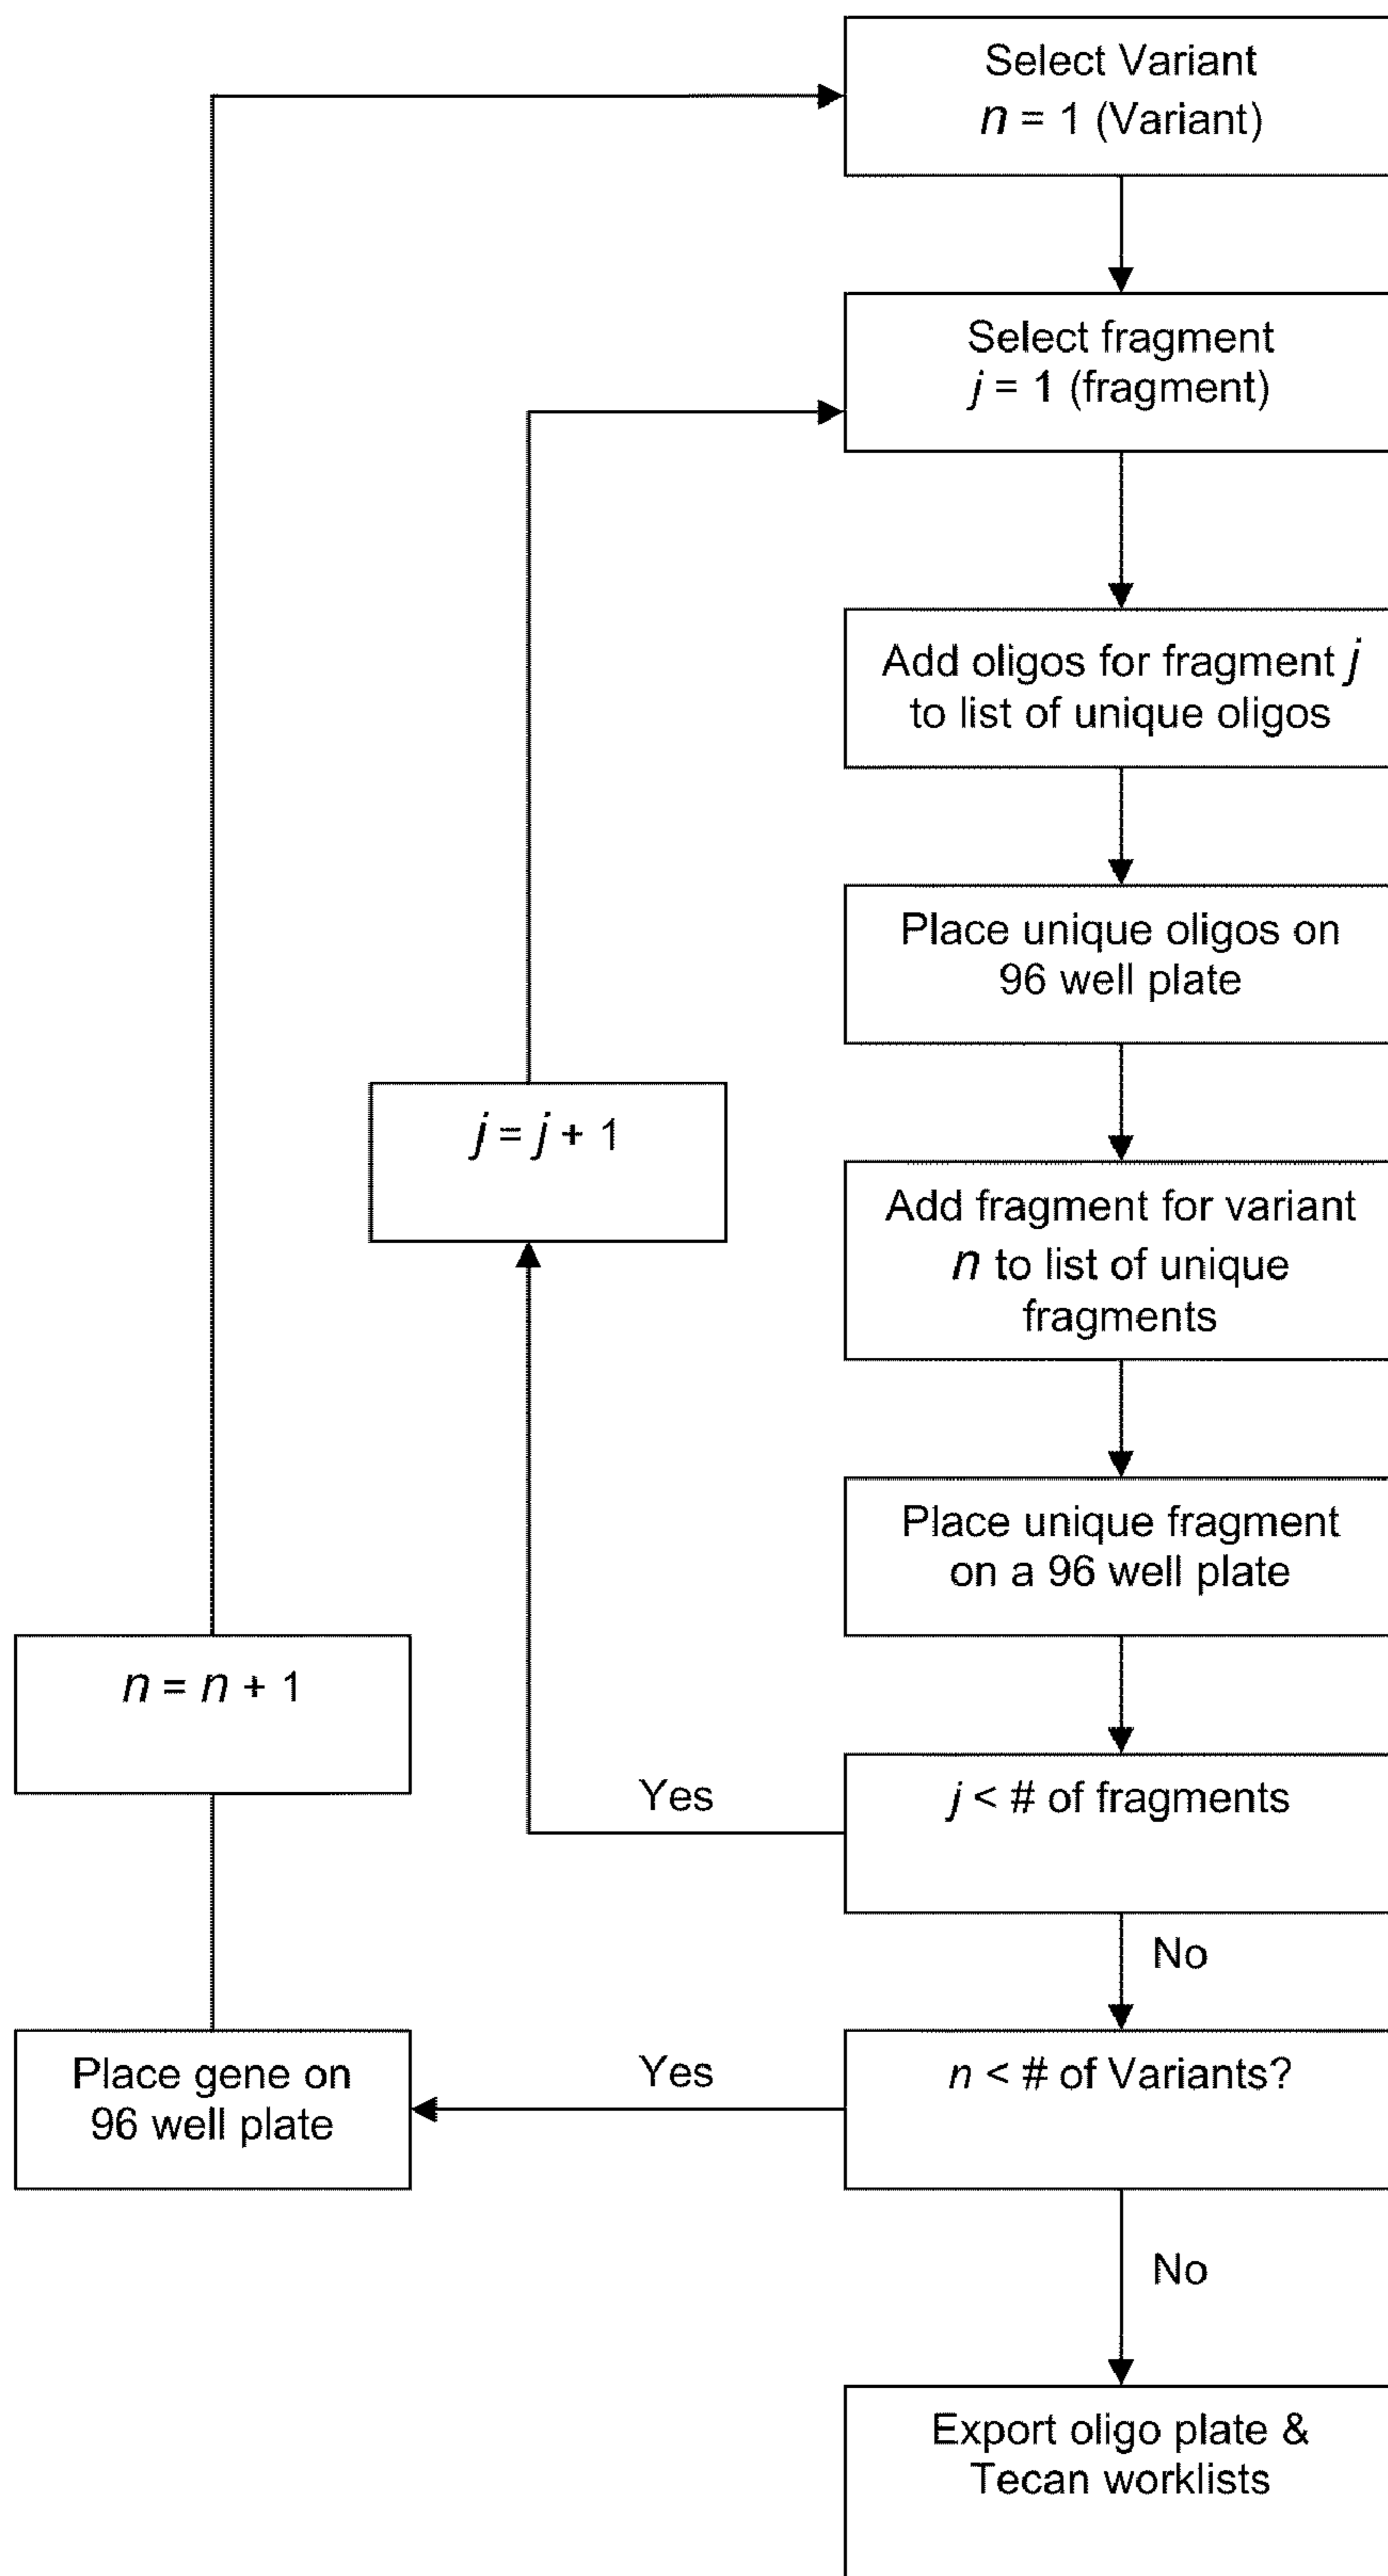 Select Variant
n = 1 (Variant)
Select fragment
j = 1 (fragment)
Add oligos for fragment j
to list of unique oligos
Place unique oligos on
96 well plate
j = j + 1
Add fragment for variant
n to list of unique
fragments
Place unique fragment
on a 96 well plate
n = n + 1
Yes
j < # of fragments
No
Place gene on
96 well plate
Yes
n < # of Variants?
No
Export oligo plate &
Tecan worklists